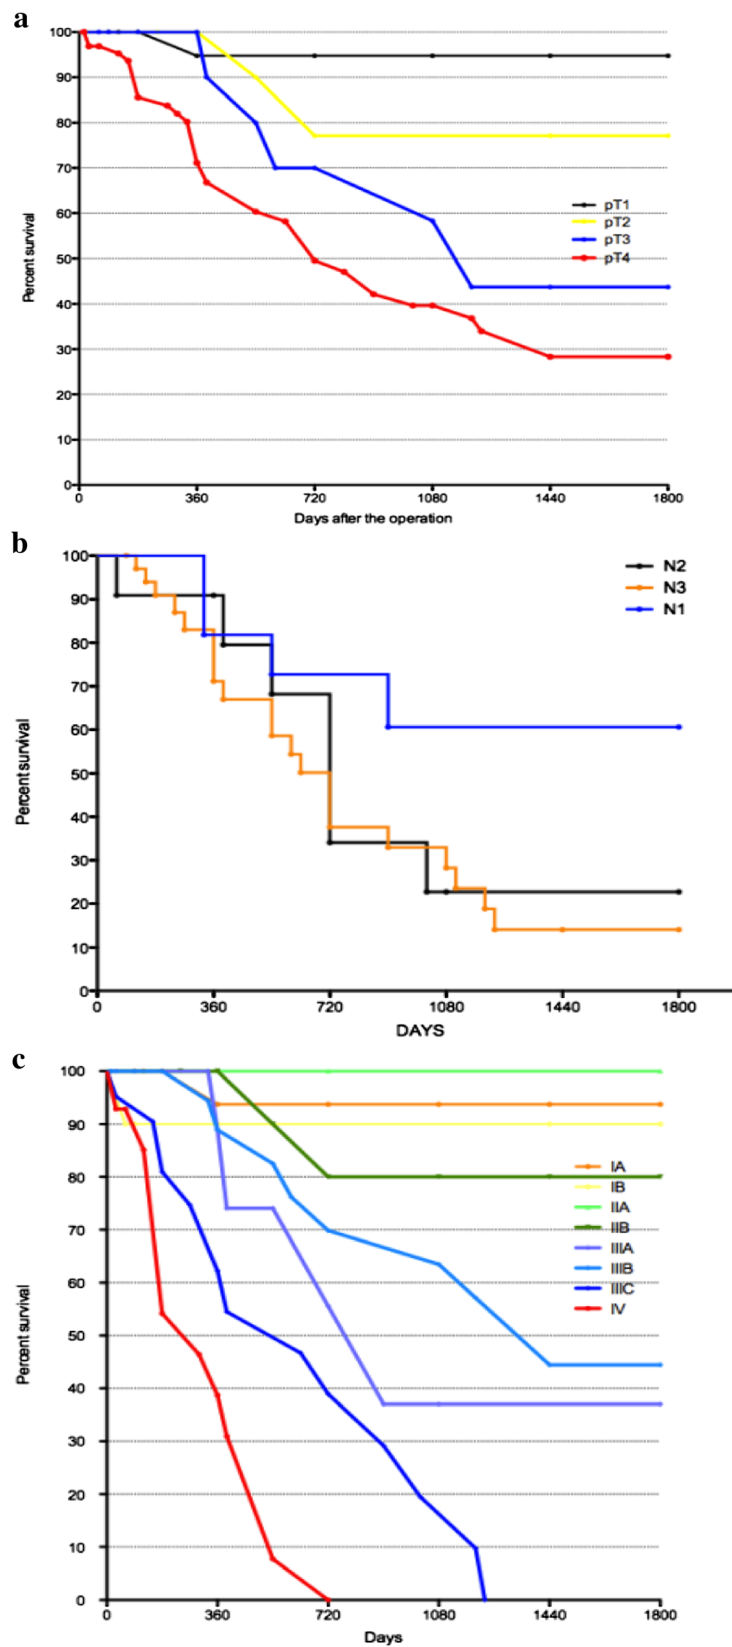 a
100
90
80
70
60
50
40
30
20
10
0
Percent survival
pT1
pT2
pT3
pT4
0 360 720 1080 1440 1800
Days after the operation
b
100
90
80
70
60
50
40
30
20
10
0
Percent survival
N2
N3
N1
0 360 720 1080 1440 1800
DAYS
c
100
90
80
70
60
50
40
30
20
10
0
Percent survival
IA
IB
IIA
IIB
IIIA
IIIB
IIIC
IV
0 360 720 1080 1440 1800
Days